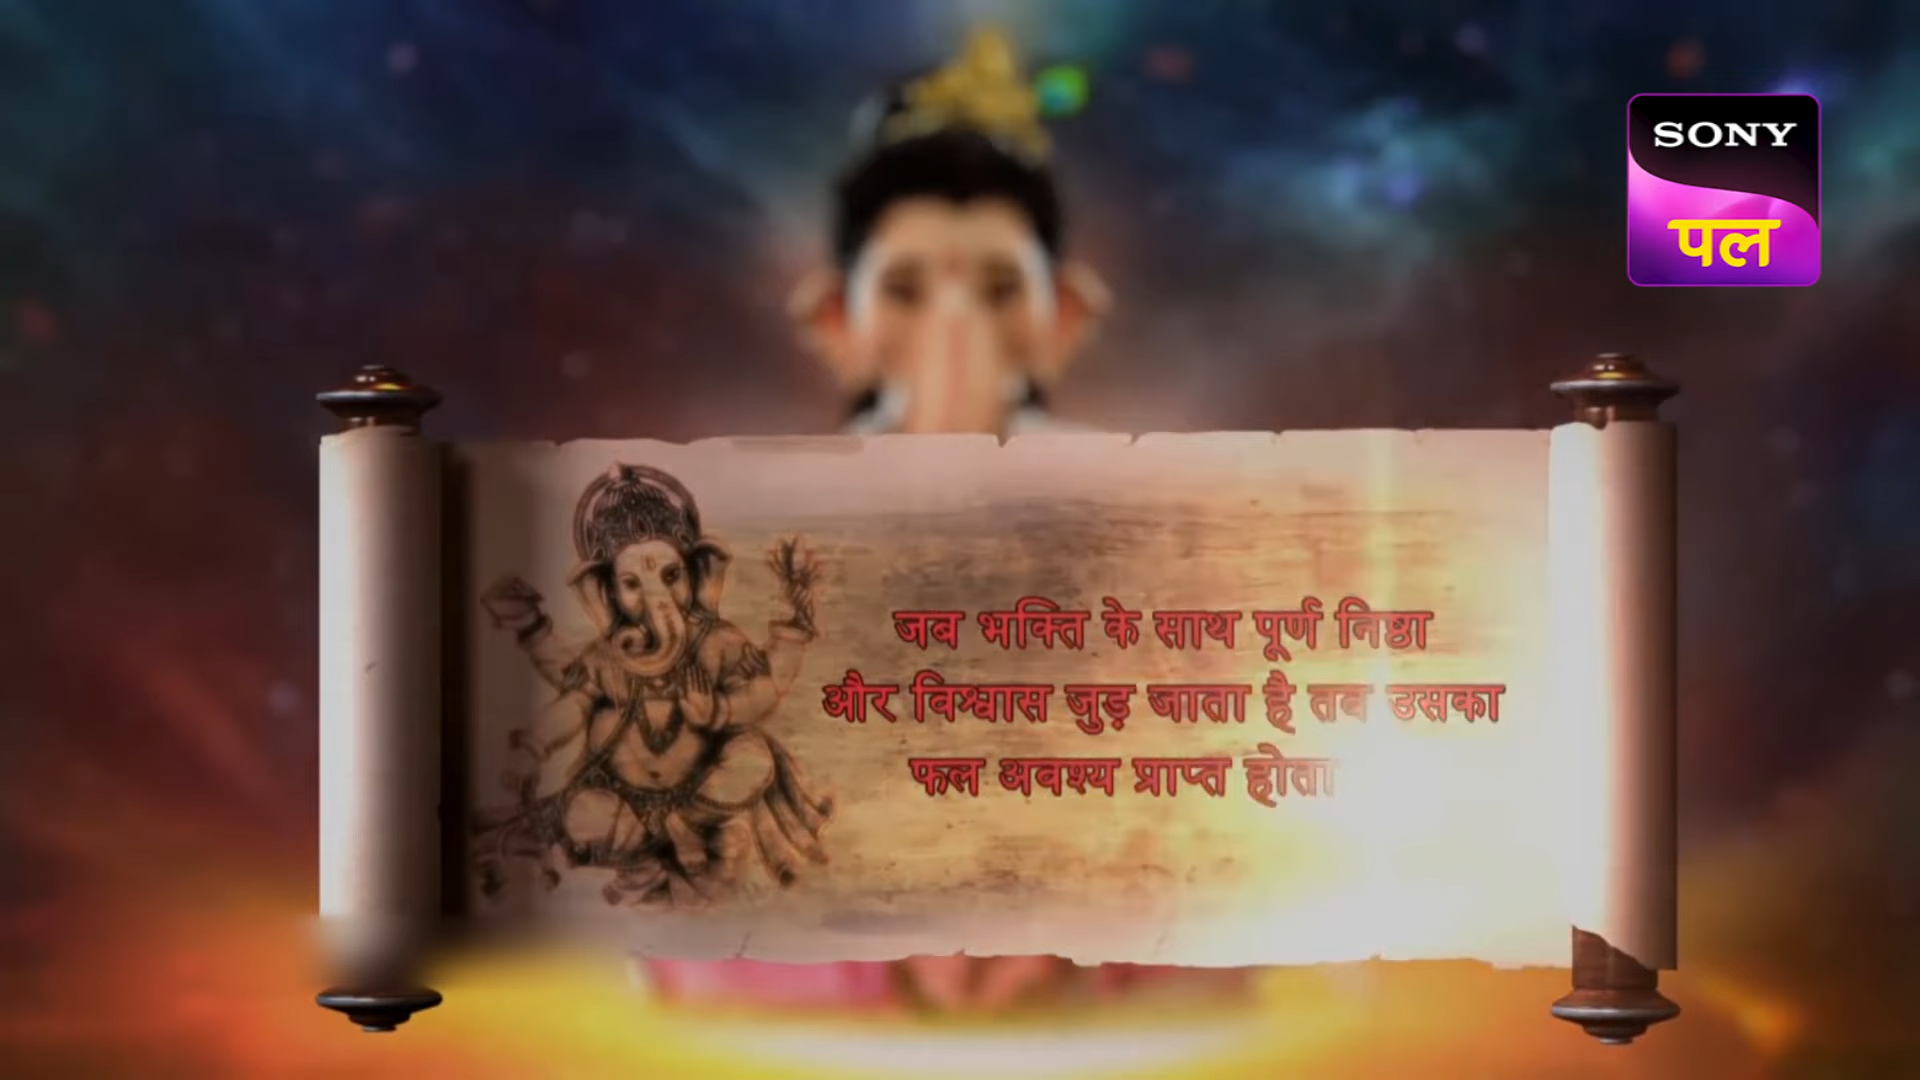 SONY
पल
जब भक्ति के साथ पूर्ण निष्ठा
और विश्वास जुड़ जाता है तब उसका
फल अवश्य प्राप्त होता